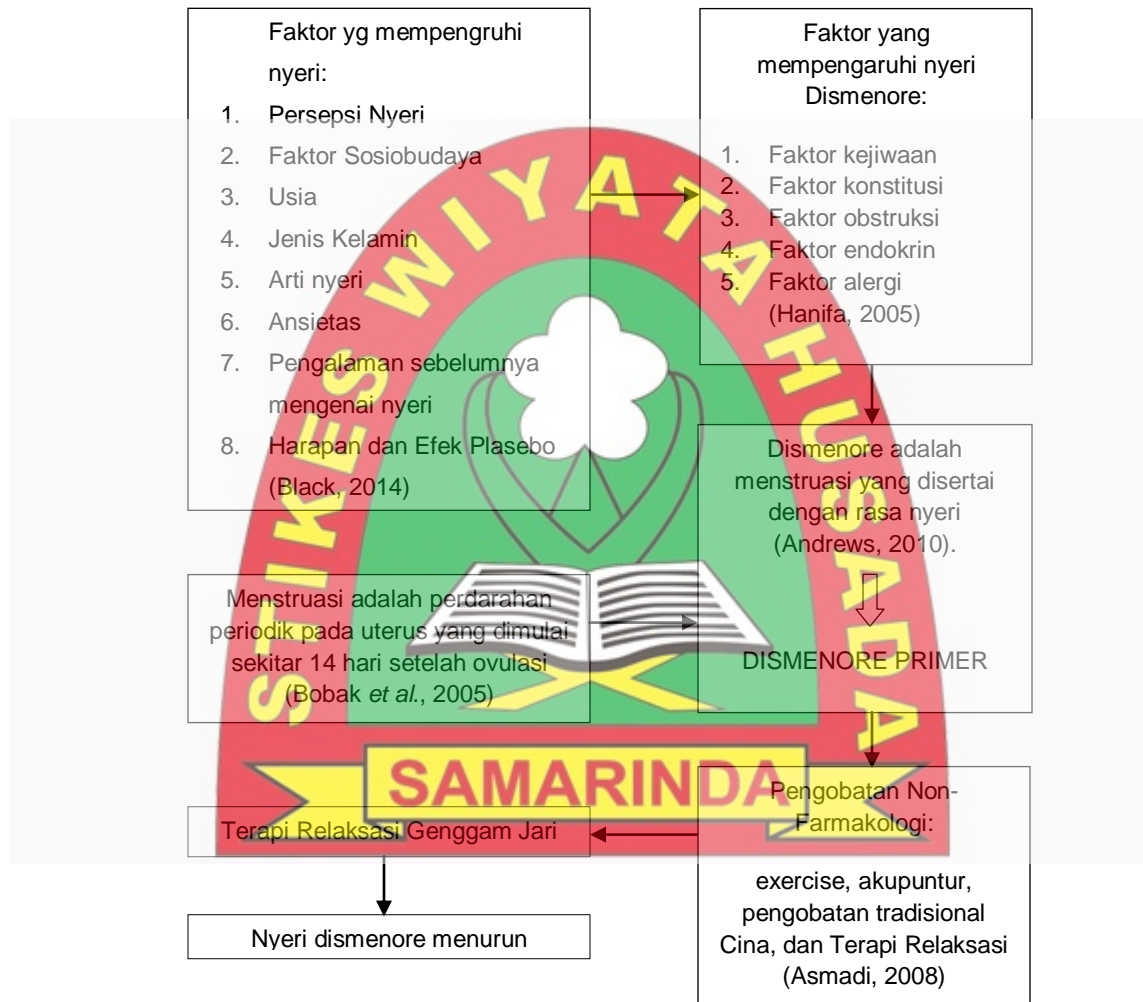 Faktor yg mempengruhi
nyeri:
1. Persepsi Nyeri
2. Faktor Sosiobudaya
3. Usia
4. Jenis Kelamin
5. Arti nyeri
6. Ansietas
7. Pengalaman sebelumnya
mengenai nyeri
8. Harapan dan Efek Plasebo
(Black, 2014)
Faktor yang
mempengaruhi nyeri
Dismenore:
1. Faktor kejiwaan
2. Faktor konstitusi
3. Faktor obstruksi
4. Faktor endokrin
5. Faktor alergi
(Hanifa, 2005)
Dismenore adalah
menstruasi yang disertai
dengan rasa nyeri
(Andrews, 2010).
DISMENORE PRIMER
Menstruasi adalah perdarahan
periodik pada uterus yang dimulai
sekitar 14 hari setelah ovulasi
(Bobak et al., 2005)
Pengobatan Non-
Farmakologi:
exercise, akupuntur,
pengobatan tradisional
Cina, dan Terapi Relaksasi
(Asmadi, 2008)
Terapi Relaksasi Genggam Jari
Nyeri dismenore menurun
STIKES WIYATA HUSADA
SAMARINDA